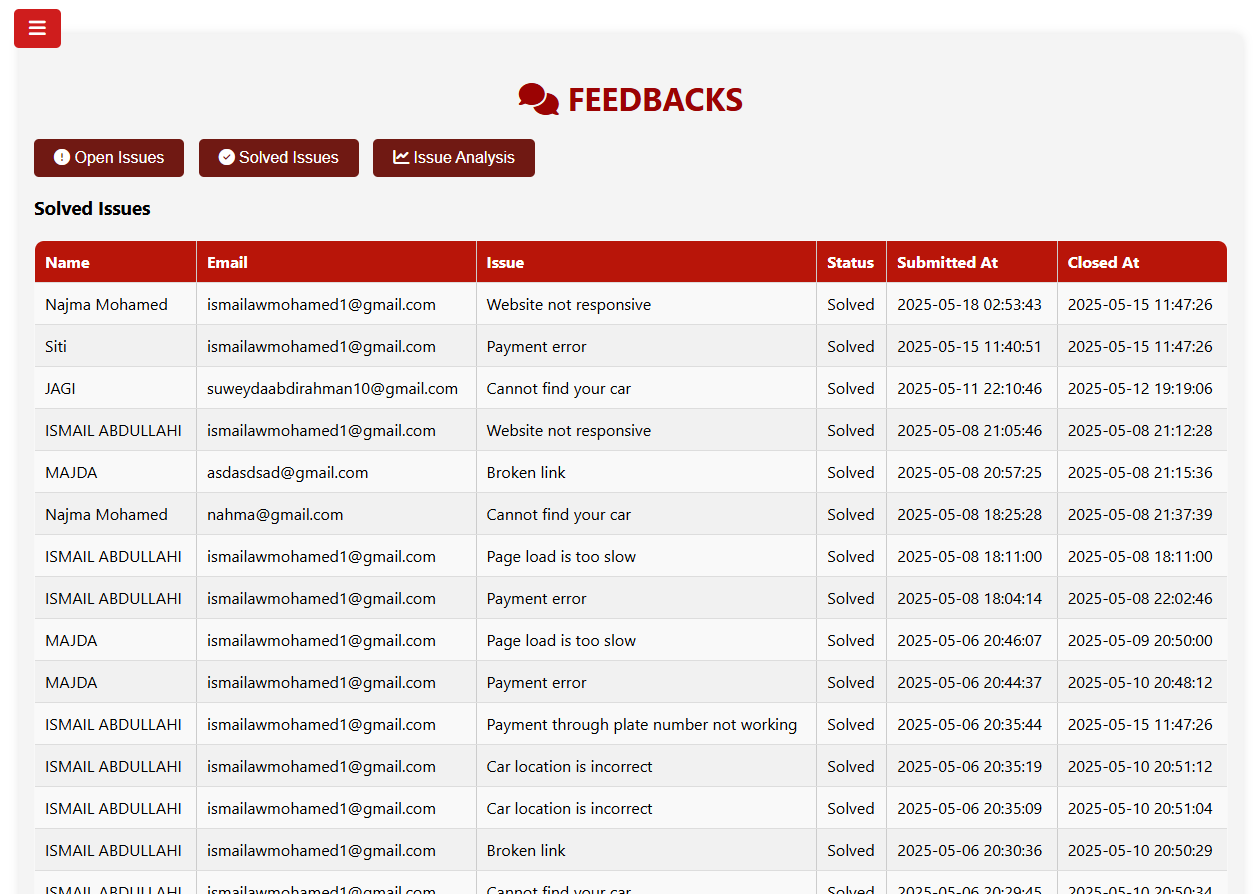 FEEDBACKS
Open Issues Solved Issues Issue Analysis
Solved Issues
Name Email Issue Status Submitted At Closed At
Najma Mohamed ismailawmohamed1@gmail.com Website not responsive Solved 2025-05-18 02:53:43 2025-05-15 11:47:26
Siti ismailawmohamed1@gmail.com Payment error Solved 2025-05-15 11:40:51 2025-05-15 11:47:26
JAGI suweydaabdirahman10@gmail.com Cannot find your car Solved 2025-05-11 22:10:46 2025-05-12 19:19:06
ISMAIL ABDULLAHI ismailawmohamed1@gmail.com Website not responsive Solved 2025-05-08 21:05:46 2025-05-08 21:12:28
MAJDA asdasdsad@gmail.com Broken link Solved 2025-05-08 20:57:25 2025-05-08 21:15:36
Najma Mohamed nahma@gmail.com Cannot find your car Solved 2025-05-08 18:25:28 2025-05-08 21:37:39
ISMAIL ABDULLAHI ismailawmohamed1@gmail.com Page load is too slow Solved 2025-05-08 18:11:00 2025-05-08 18:11:00
ISMAIL ABDULLAHI ismailawmohamed1@gmail.com Payment error Solved 2025-05-08 18:04:14 2025-05-08 22:02:46
MAJDA ismailawmohamed1@gmail.com Page load is too slow Solved 2025-05-06 20:46:07 2025-05-09 20:50:00
MAJDA ismailawmohamed1@gmail.com Payment error Solved 2025-05-06 20:44:37 2025-05-10 20:48:12
ISMAIL ABDULLAHI ismailawmohamed1@gmail.com Payment through plate number not working Solved 2025-05-06 20:35:44 2025-05-15 11:47:26
ISMAIL ABDULLAHI ismailawmohamed1@gmail.com Car location is incorrect Solved 2025-05-06 20:35:19 2025-05-10 20:51:12
ISMAIL ABDULLAHI ismailawmohamed1@gmail.com Car location is incorrect Solved 2025-05-06 20:35:09 2025-05-10 20:51:04
ISMAIL ABDULLAHI ismailawmohamed1@gmail.com Broken link Solved 2025-05-06 20:30:36 2025-05-10 20:50:29
ISMAIL ABDULLAHI ismailawmohamed1@gmail.com Cannot find your car Solved 2025-05-06 20:29:45 2025-05-10 20:50:34